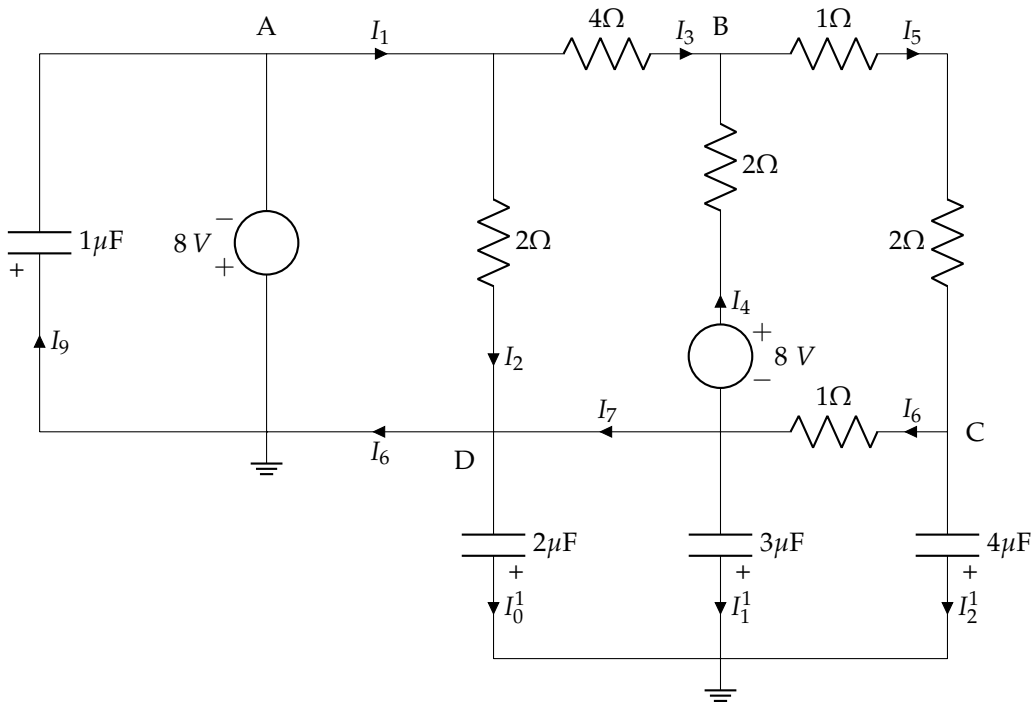 A I₁ 4Ω I₃ B 1Ω I₅
2Ω
1μF + 8 V − + 2Ω 2Ω
I₉ I₂ I₄ + 8 V −
1Ω
I₆ D I₇ I₆ C
2μF + 3μF + 4μF +
I₀¹ I₁¹ I₂¹